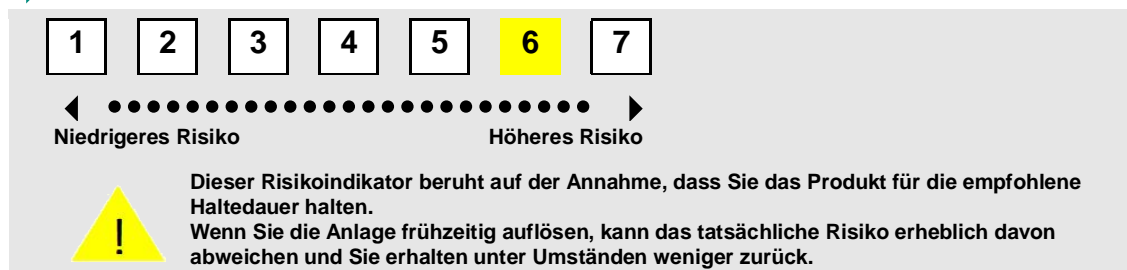 1 2 3 4 5 6 7
Niedrigeres Risiko Höheres Risiko
Dieser Risikoindikator beruht auf der Annahme, dass Sie das Produkt für die empfohlene
Haltedauer halten.
! Wenn Sie die Anlage frühzeitig auflösen, kann das tatsächliche Risiko erheblich davon
abweichen und Sie erhalten unter Umständen weniger zurück.